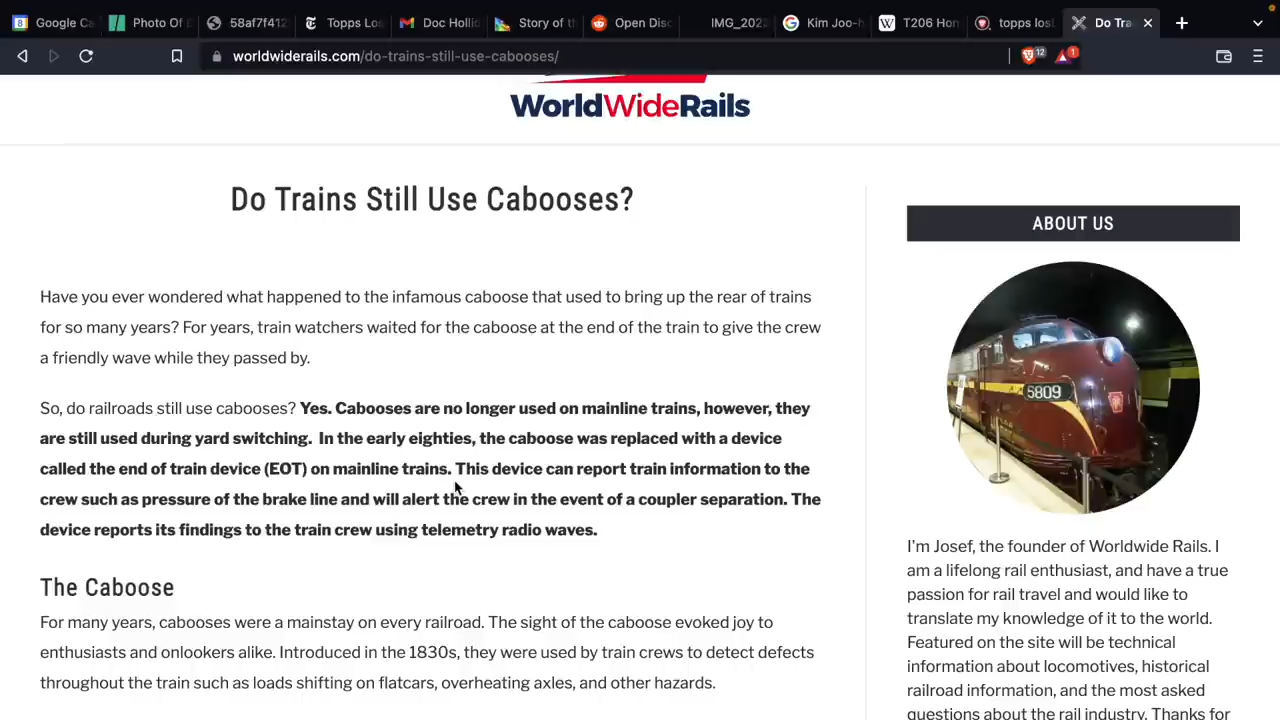 Google Ca
Photo Of E
58af7f412
Topps Los
Doc Hollid
Story of th
Open Disc
IMG_202
Kim Joo-h
T206 Hon
topps lost
Do Trai
worldwiderails.com/do-trains-still-use-cabooses/
12
1
WorldWideRails
Do Trains Still Use Cabooses?
Have you ever wondered what happened to the infamous caboose that used to bring up the rear of trains
for so many years? For years, train watchers waited for the caboose at the end of the train to give the crew
a friendly wave while they passed by.
So, do railroads still use cabooses? Yes. Cabooses are no longer used on mainline trains, however, they
are still used during yard switching. In the early eighties, the caboose was replaced with a device
called the end of train device (EOT) on mainline trains. This device can report train information to the
crew such as pressure of the brake line and will alert the crew in the event of a coupler separation. The
device reports its findings to the train crew using telemetry radio waves.
The Caboose
For many years, cabooses were a mainstay on every railroad. The sight of the caboose evoked joy to
enthusiasts and onlookers alike. Introduced in the 1830s, they were used by train crews to detect defects
throughout the train such as loads shifting on flatcars, overheating axles, and other hazards.
ABOUT US
5809
I'm Josef, the founder of Worldwide Rails. I
am a lifelong rail enthusiast, and have a true
passion for rail travel and would like to
translate my knowledge of it to the world.
Featured on the site will be technical
information about locomotives, historical
railroad information, and the most asked
questions about the rail industry. Thanks for